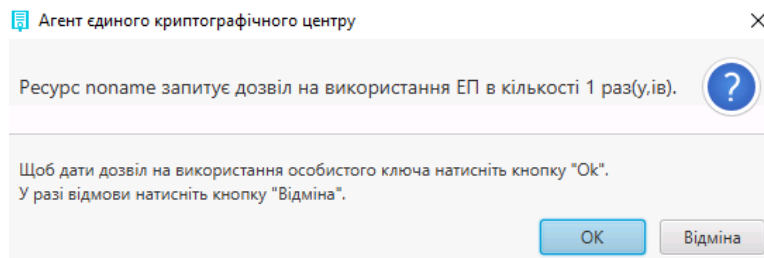 Агент єдиного криптографічного центру
Ресурс noname запитує дозвіл на використання ЕП в кількості 1 раз(у,ів).
?
Щоб дати дозвіл на використання особистого ключа натисніть кнопку "Ok".
У разі відмови натисніть кнопку "Відміна".
ОК
Відміна